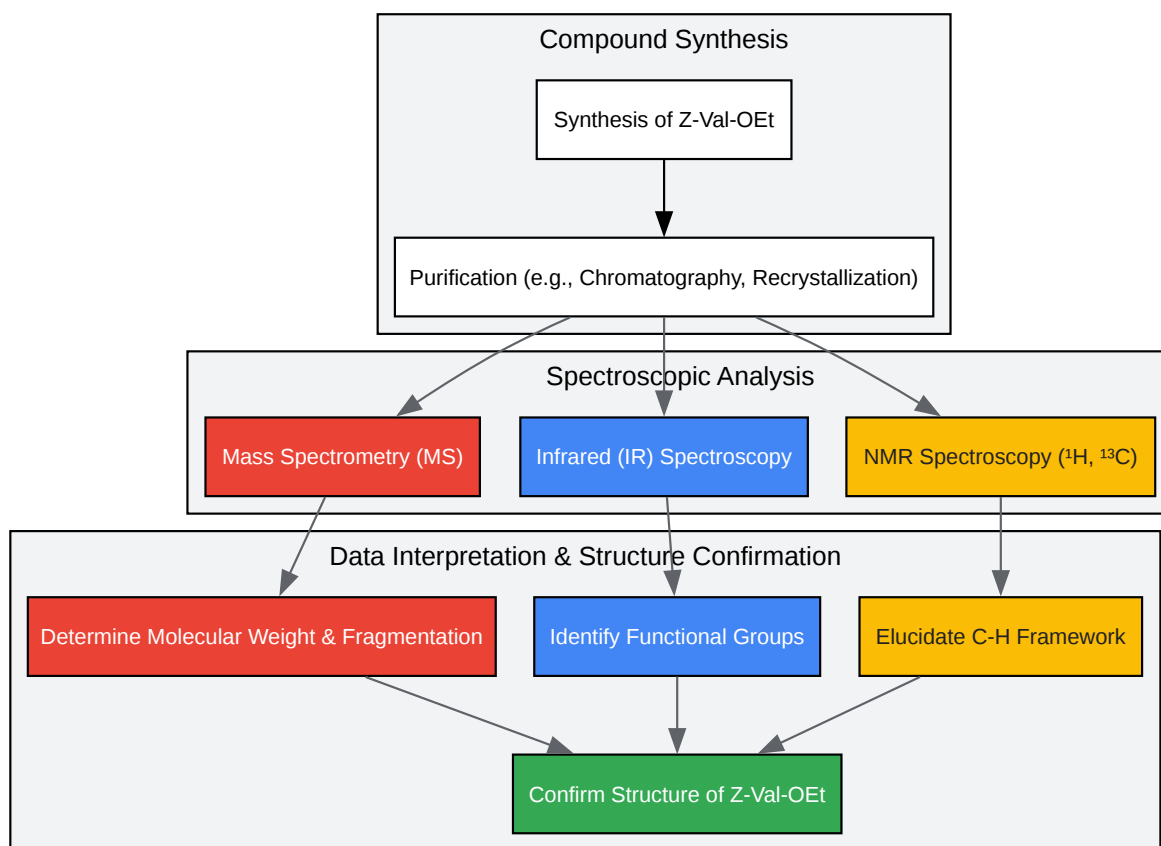 Compound Synthesis
Synthesis of Z-Val-OEt
Purification (e.g., Chromatography, Recrystallization)
Spectroscopic Analysis
Mass Spectrometry (MS)
Infrared (IR) Spectroscopy
NMR Spectroscopy (¹H, ¹³C)
Data Interpretation & Structure Confirmation
Determine Molecular Weight & Fragmentation
Identify Functional Groups
Elucidate C-H Framework
Confirm Structure of Z-Val-OEt